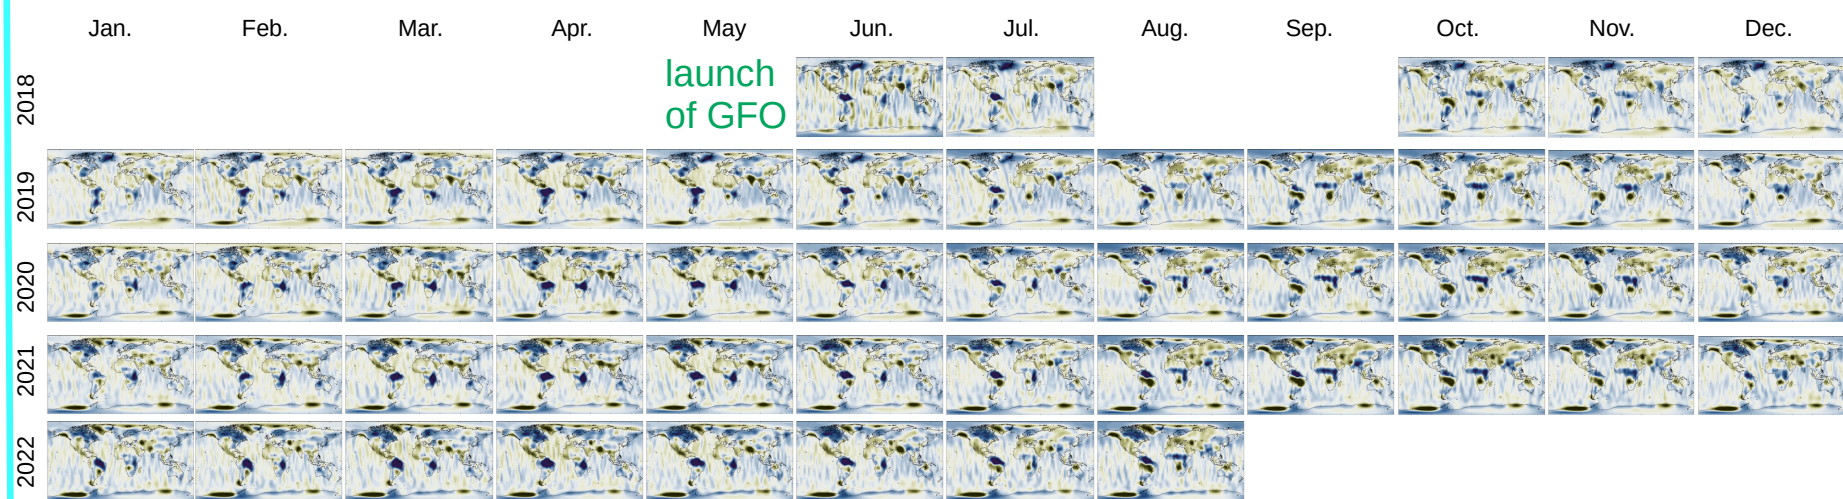 Jan. Feb. Mar. Apr. May Jun. Jul. Aug. Sep. Oct. Nov. Dec.
2018
launch
of GFO
2019
2020
2021
2022